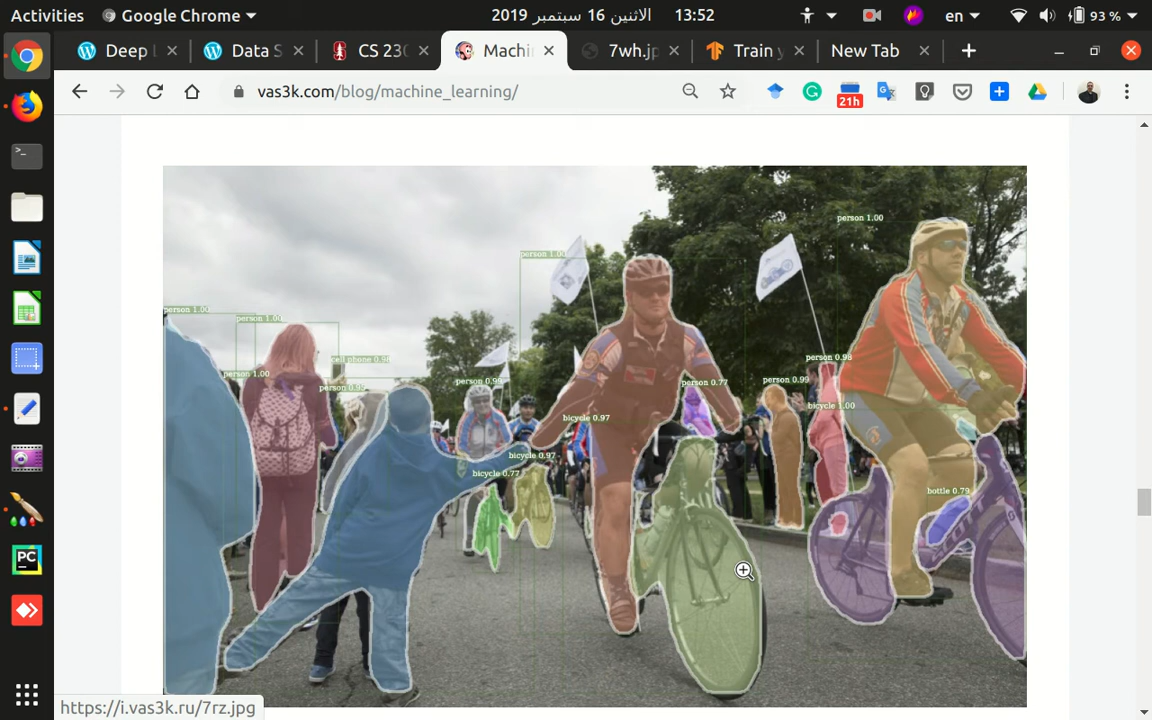 Activities
Google Chrome
الاثنين 16 سبتمبر 2019
13:52
en
93 %
Deep
Data S
CS 230
Machi
7wh.jp
Train y
New Tab
vas3k.com/blog/machine_learning/
21h
person 1.00
person 1.00
person 1.00
person 1.00
cell phone 0.98
person 0.98
person 1.00
person 0.99
person 0.99
person 0.77
person 0.99
bicycle 1.00
bicycle 0.97
bicycle 0.97
bicycle 0.77
bottle 0.79
PC
https://i.vas3k.ru/7rz.jpg